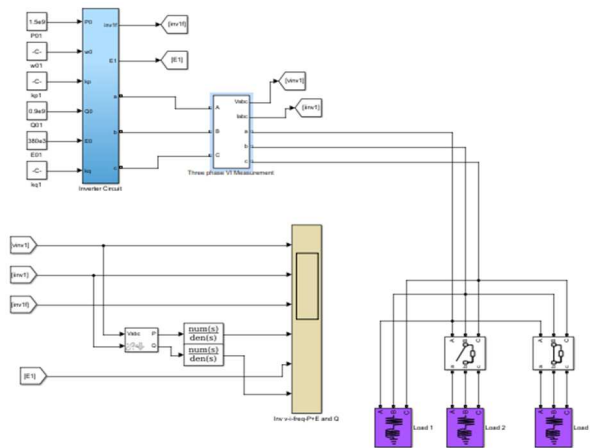 1.5e9
P01
-C-
w01
-C-
kp1
0.9e9
Q01
380e3
E01
-C-
kq1
P0
w0
kp
Q0
E0
kq
inv1f
E1
a
b
c
Inverter Circuit
[inv1f]
[E1]
A
B
C
Vabc
Iabc
a
b
c
Three phase VI Measurement
[vinv1]
[iinv1]
[vinv1]
[iinv1]
[inv1f]
[E1]
Vabc
P
Q
num(s)
den(s)
num(s)
den(s)
Inv v-i-freq-P+E and Q
A
B
C
a
b
c
A
B
C
a
b
c
A
B
C
Load 1
A
B
C
Load 2
A
B
C
Load